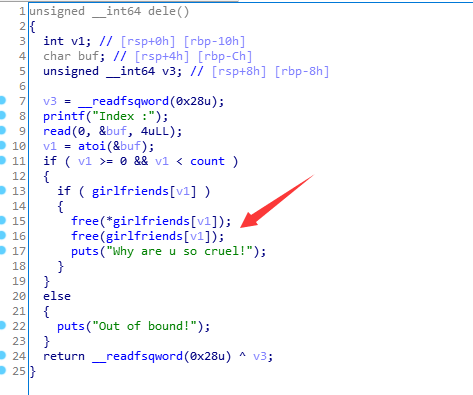 1 unsigned __int64 dele()
2 {
3 int v1; // [rsp+0h] [rbp-10h]
4 char buf; // [rsp+4h] [rbp-Ch]
5 unsigned __int64 v3; // [rsp+8h] [rbp-8h]
6
7 v3 = __readfsqword(0x28u);
8 printf("Index :");
9 read(0, &buf, 4uLL);
10 v1 = atoi(&buf);
11 if ( v1 >= 0 && v1 < count )
12 {
13 if ( girlfriends[v1] )
14 {
15 free(*girlfriends[v1]);
16 free(girlfriends[v1]);
17 puts("Why are u so cruel!");
18 }
19 }
20 else
21 {
22 puts("Out of bound!");
23 }
24 return __readfsqword(0x28u) ^ v3;
25 }